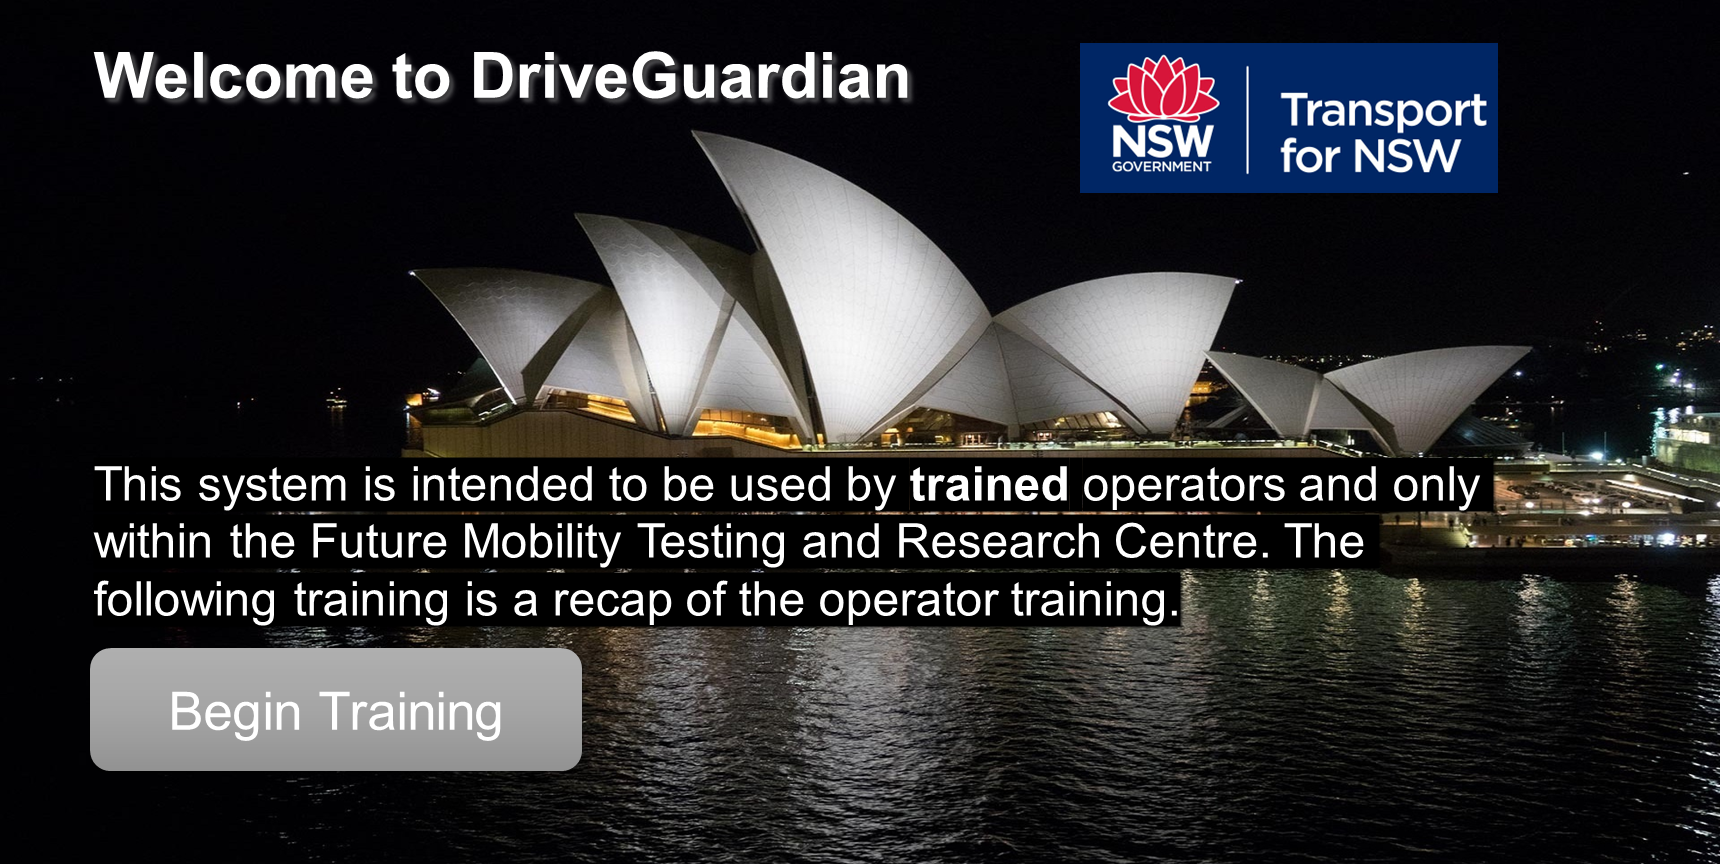 Welcome to DriveGuardian
NSW
GOVERNMENT
Transport
for NSW
This system is intended to be used by trained operators and only
within the Future Mobility Testing and Research Centre. The
following training is a recap of the operator training.
Begin Training